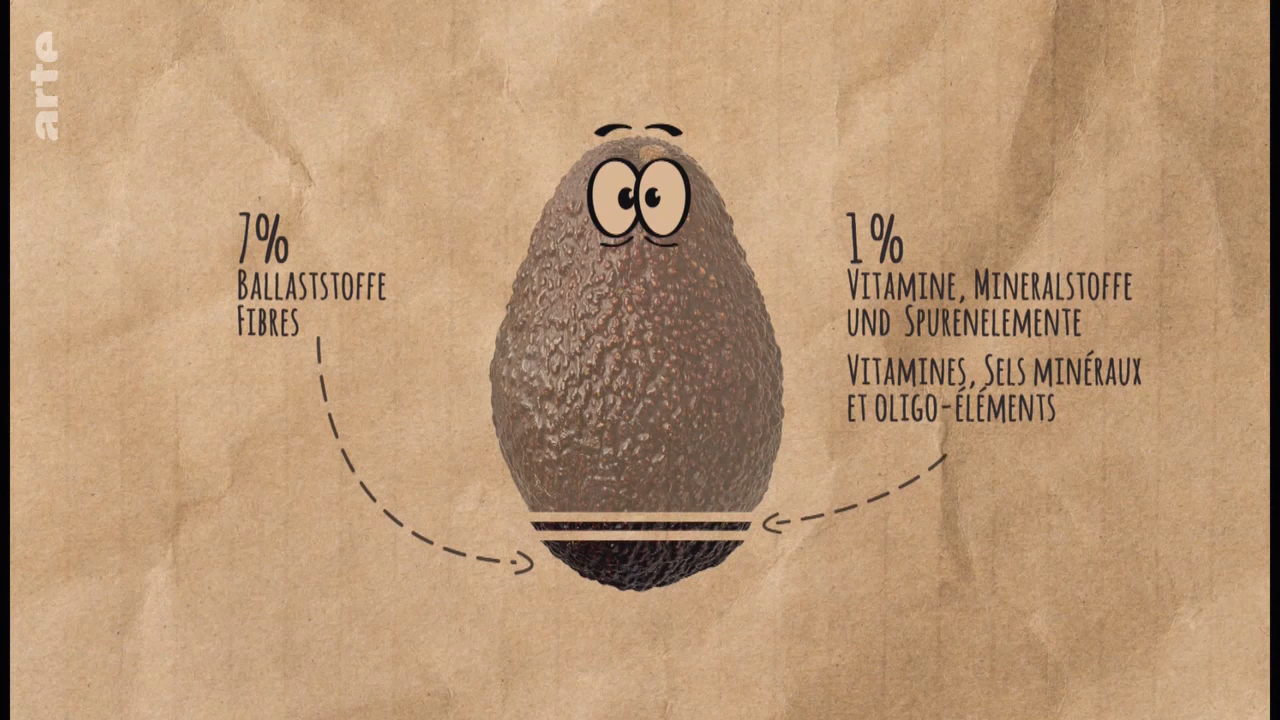 arte
7%
BALLASTSTOFFE
FIBRES
1%
VITAMINE, MINERALSTOFFE
UND SPURENELEMENTE
VITAMINES, SELS MINÉRAUX
ET OLIGO-ÉLÉMENTS